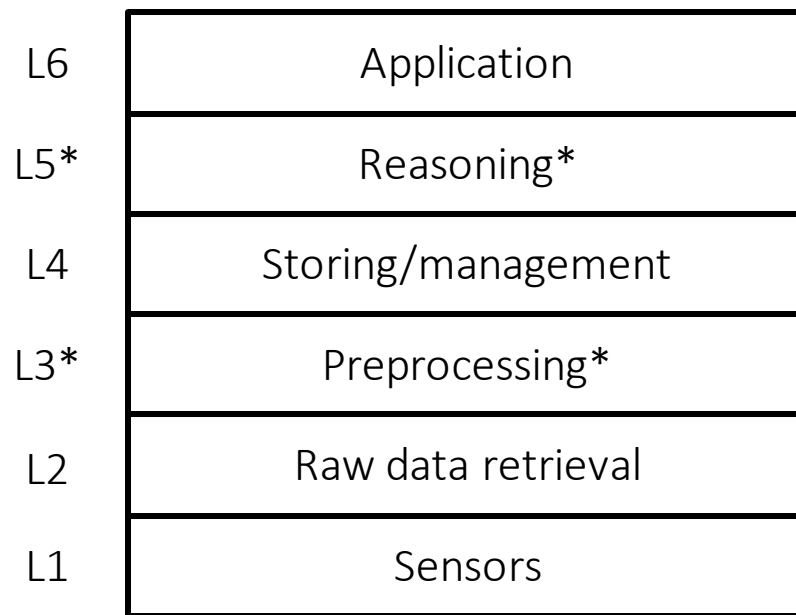 L6 Application
L5* Reasoning*
L4 Storing/management
L3* Preprocessing*
L2 Raw data retrieval
L1 Sensors